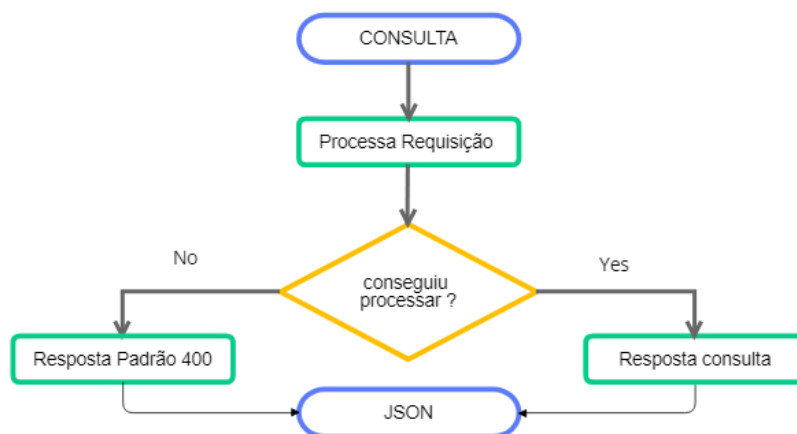 CONSULTA
Processa Requisição
No
Yes
conseguiu
processar ?
Resposta Padrão 400
Resposta consulta
JSON